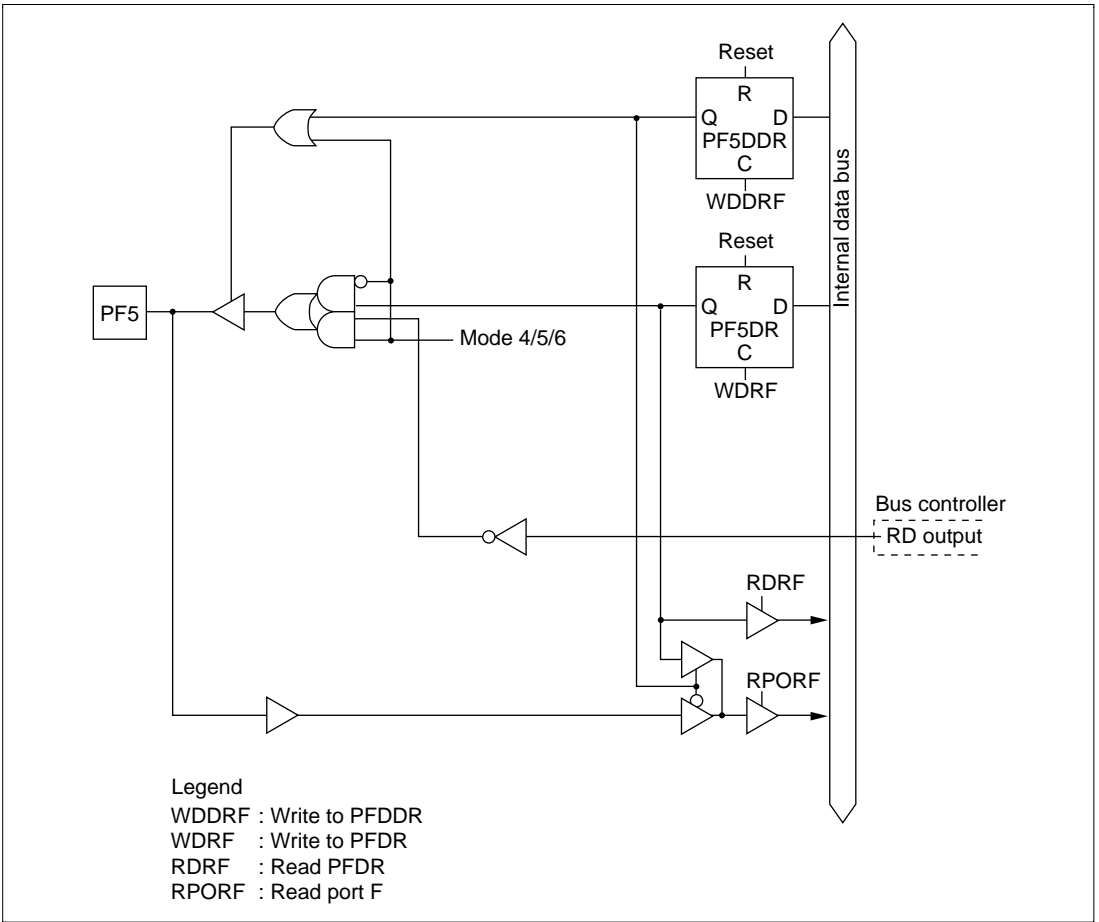 Reset
R
Q D
PF5DDR
C
WDDRF
Internal data bus
Reset
R
Q D
PF5DR
C
WDRF
PF5
Mode 4/5/6
Bus controller
RD output
RDRF
RPORF
Legend
WDDRF : Write to PFDDR
WDRF : Write to PFDR
RDRF : Read PFDR
RPORF : Read port F